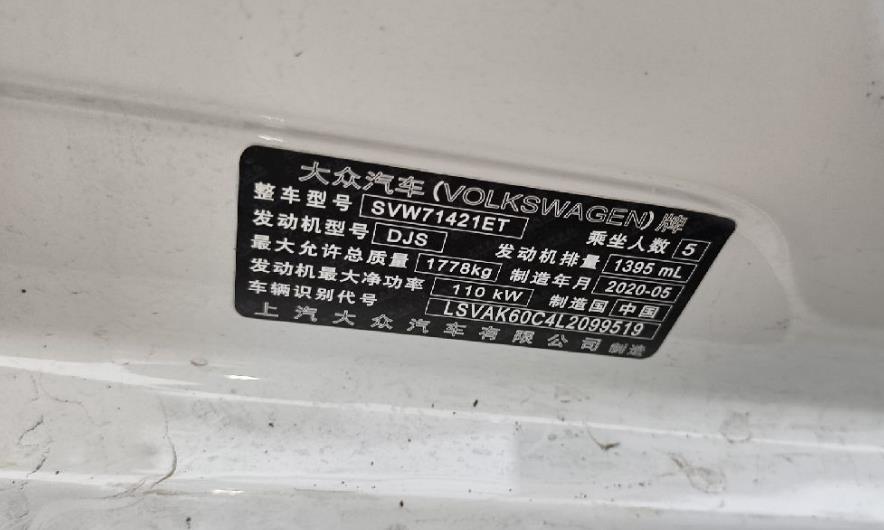 大众汽车(VOLKSWAGEN)牌
整车型号 SVW71421ET 乘坐人数 5
发动机型号 DJS 发动机排量 1395 mL
最大允许总质量 1778kg 制造年月 2020-05
发动机最大净功率 110 kW 制造国 中国
车辆识别代号 LSVAK60C4L2099519
上汽大众汽车有限公司 制造